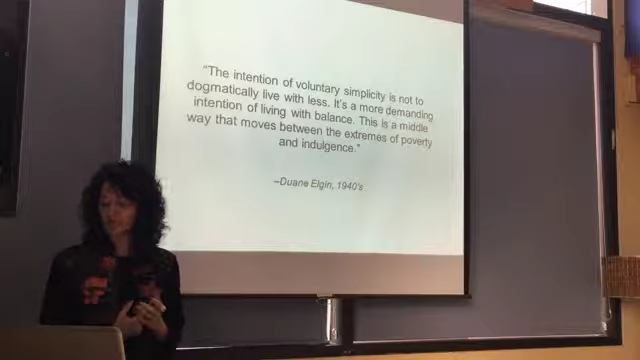 "The intention of voluntary simplicity is not to
dogmatically live with less. It's a more demanding
intention of living with balance. This is a middle
way that moves between the extremes of poverty
and indulgence."
–Duane Elgin, 1940's